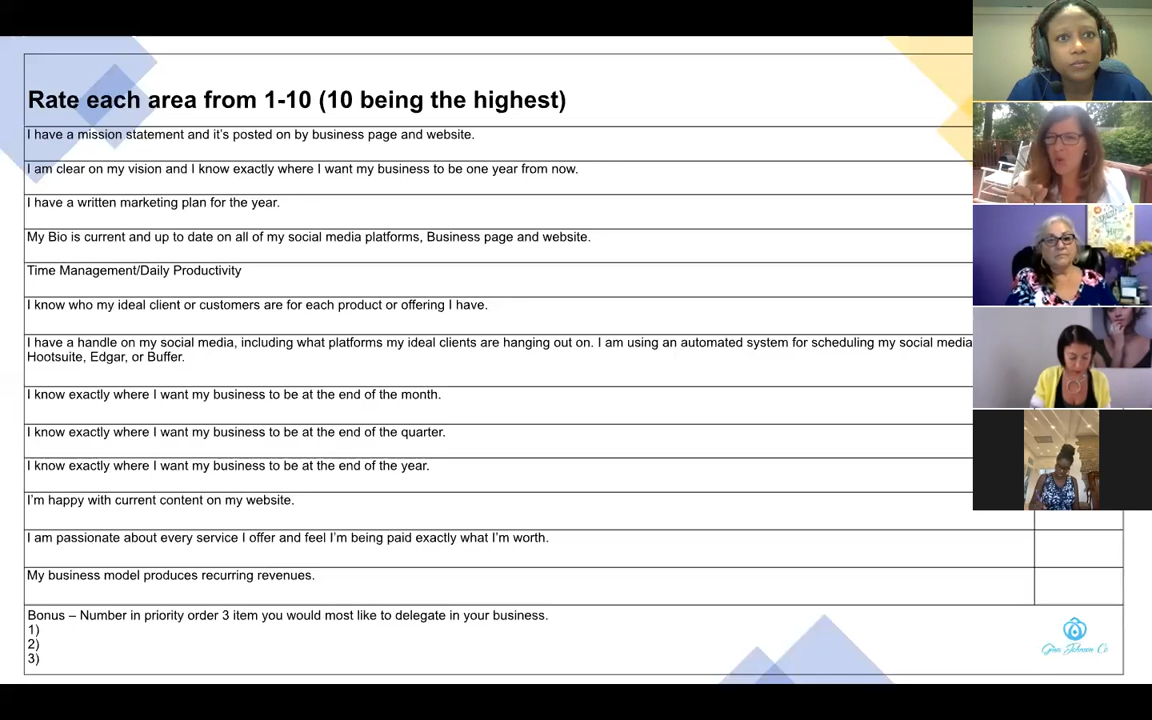 Rate each area from 1-10 (10 being the highest)
I have a mission statement and it's posted on by business page and website.
I am clear on my vision and I know exactly where I want my business to be one year from now.
I have a written marketing plan for the year.
My Bio is current and up to date on all of my social media platforms, Business page and website.
Time Management/Daily Productivity
I know who my ideal client or customers are for each product or offering I have.
I have a handle on my social media, including what platforms my ideal clients are hanging out on. I am using an automated system for scheduling my social media
Hootsuite, Edgar, or Buffer.
I know exactly where I want my business to be at the end of the month.
I know exactly where I want my business to be at the end of the quarter.
I know exactly where I want my business to be at the end of the year.
I'm happy with current content on my website.
I am passionate about every service I offer and feel I'm being paid exactly what I'm worth.
My business model produces recurring revenues.
Bonus – Number in priority order 3 item you would most like to delegate in your business.
1)
2)
3)
Johnson Co